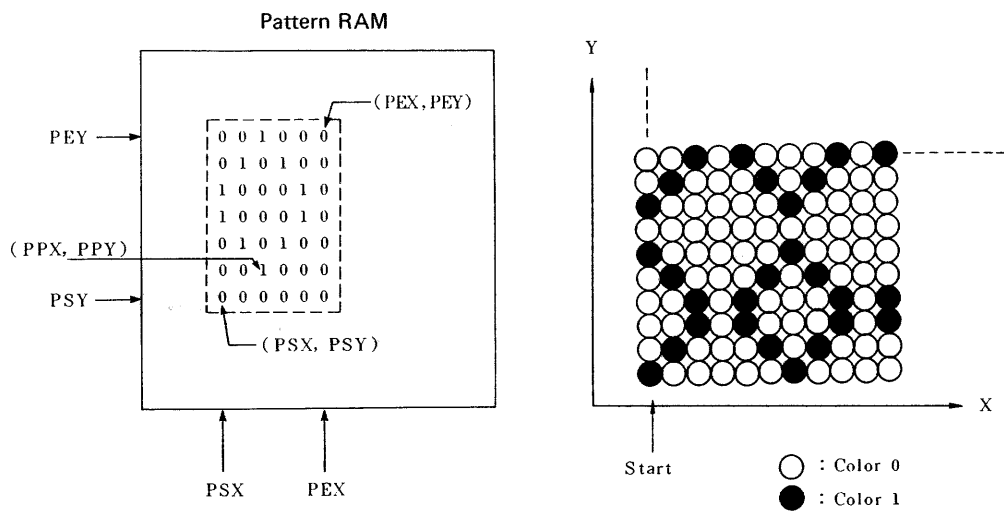 Pattern RAM
(PEX, PEY)
PEY
0 0 1 0 0 0
0 1 0 1 0 0
1 0 0 0 1 0
1 0 0 0 1 0
0 1 0 1 0 0
(PPX, PPY)
0 0 1 0 0 0
PSY
0 0 0 0 0 0
(PSX, PSY)
PSX
PEX
Y
X
Start
: Color 0
: Color 1